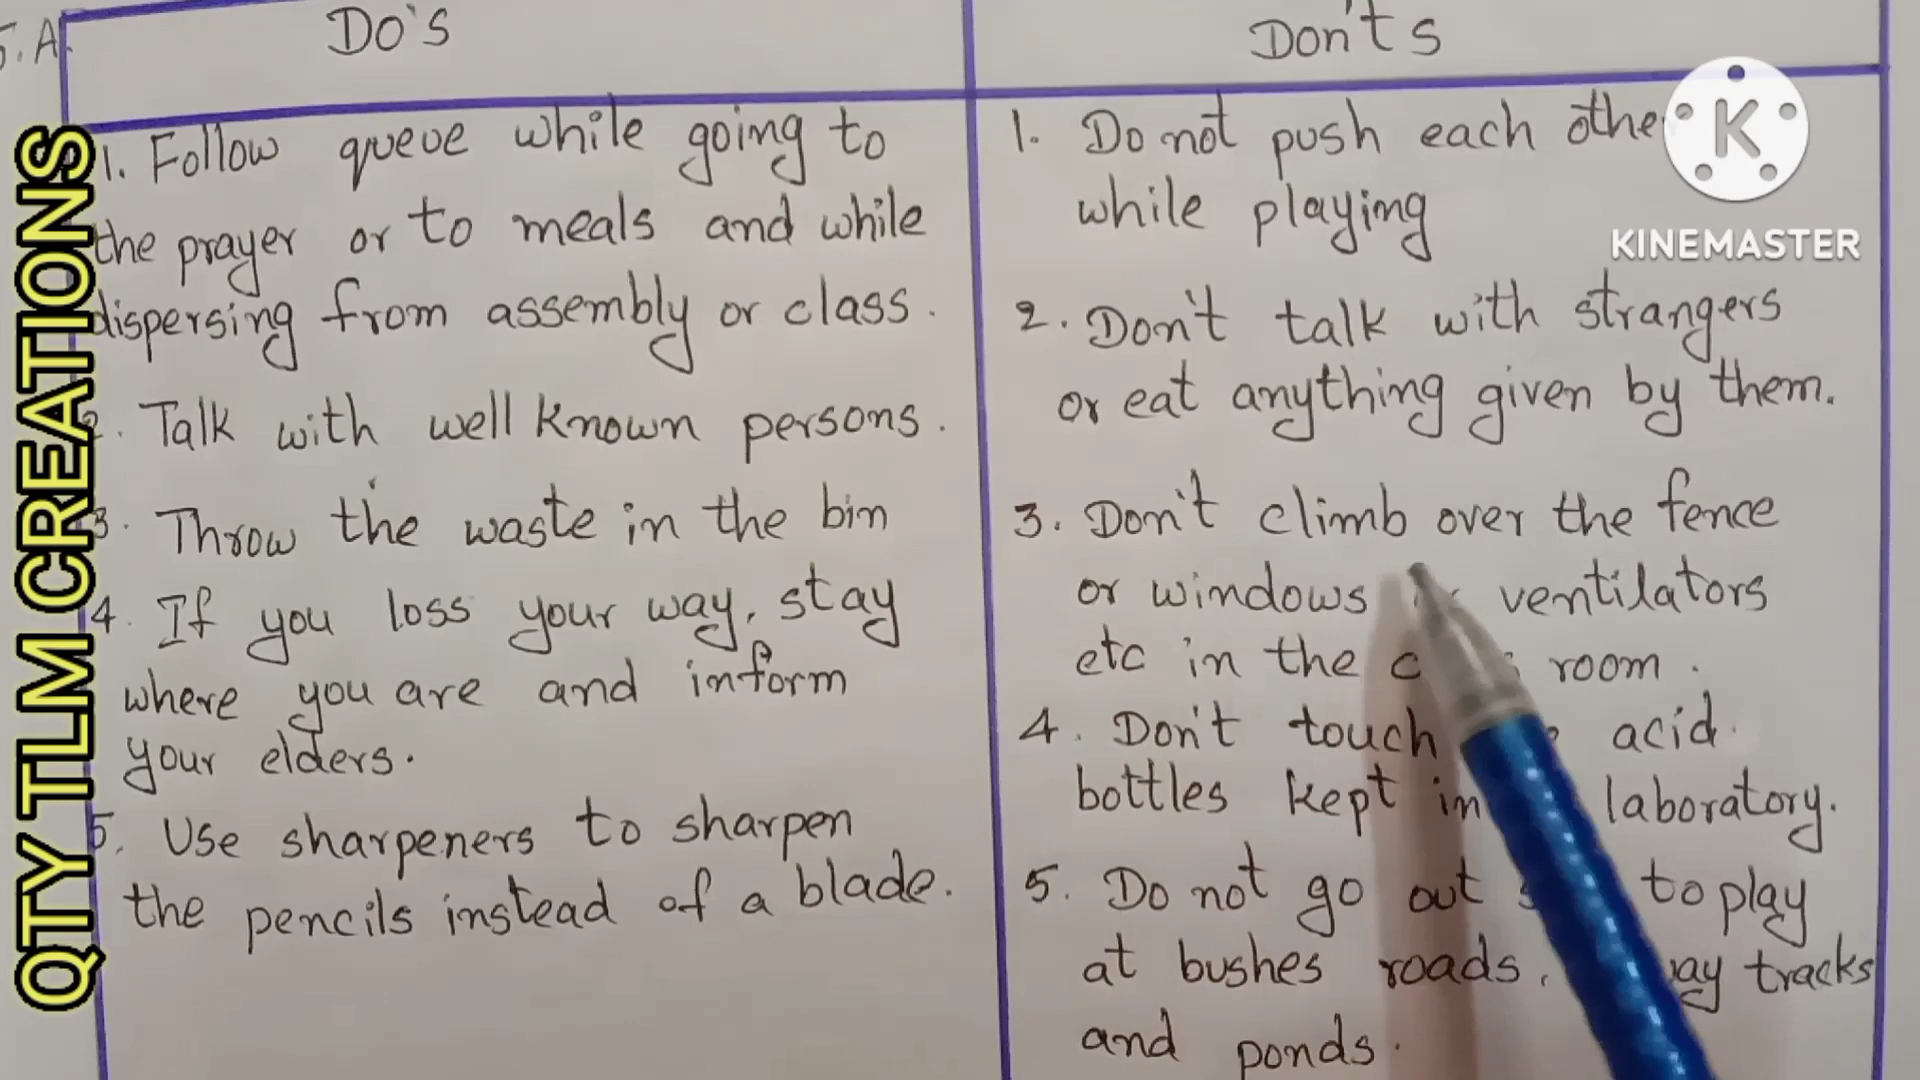 5.A.
Do's
1. Follow queue while going to
the prayer or to meals and while
dispersing from assembly or class.
2. Talk with well known persons.
3. Throw the waste in the bin
4. If you loss your way, stay
where you are and inform
your elders.
5. Use sharpeners to sharpen
the pencils instead of a blade.
Don'ts
1. Do not push each othe
while playing
2. Don't talk with strangers
or eat anything given by them.
3. Don't climb over the fence
or windows ventilators
etc in the room.
4. Don't touch acid
bottles kept in laboratory.
5. Do not go out to play
at bushes roads, tracks
and ponds.
QTY TLM CREATIONS
K
KINEMASTER